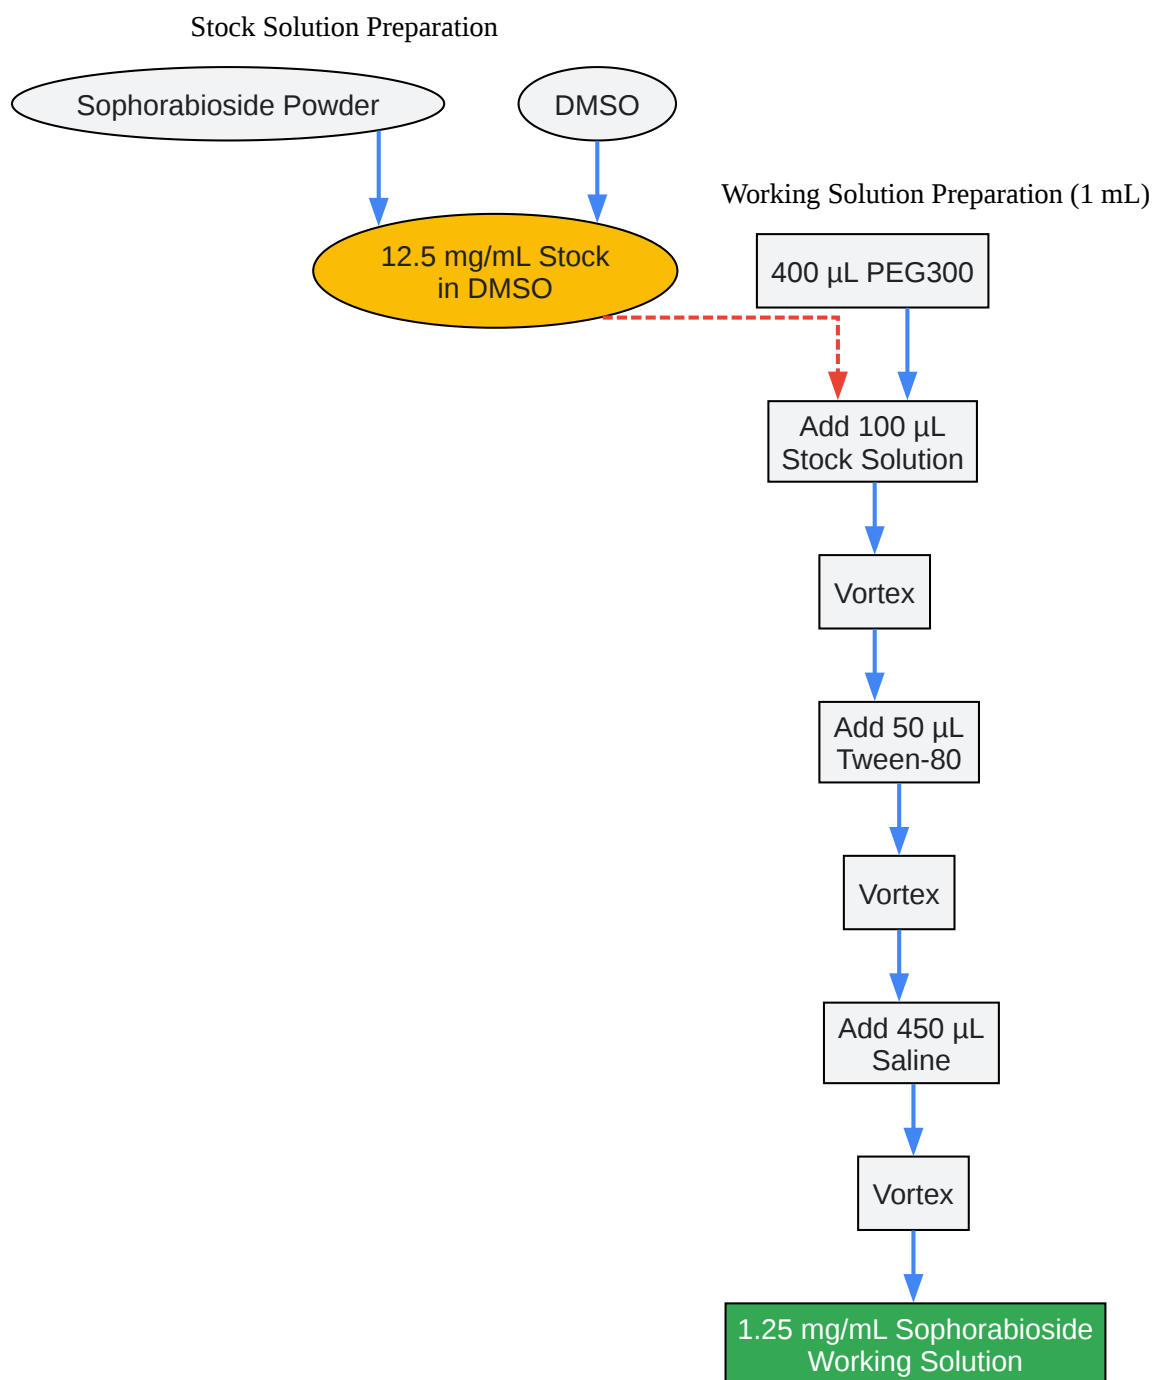 Stock Solution Preparation
Sophorabioside Powder
DMSO
12.5 mg/mL Stock
in DMSO
Working Solution Preparation (1 mL)
400 µL PEG300
Add 100 µL
Stock Solution
Vortex
Add 50 µL
Tween-80
Vortex
Add 450 µL
Saline
Vortex
1.25 mg/mL Sophorabioside
Working Solution